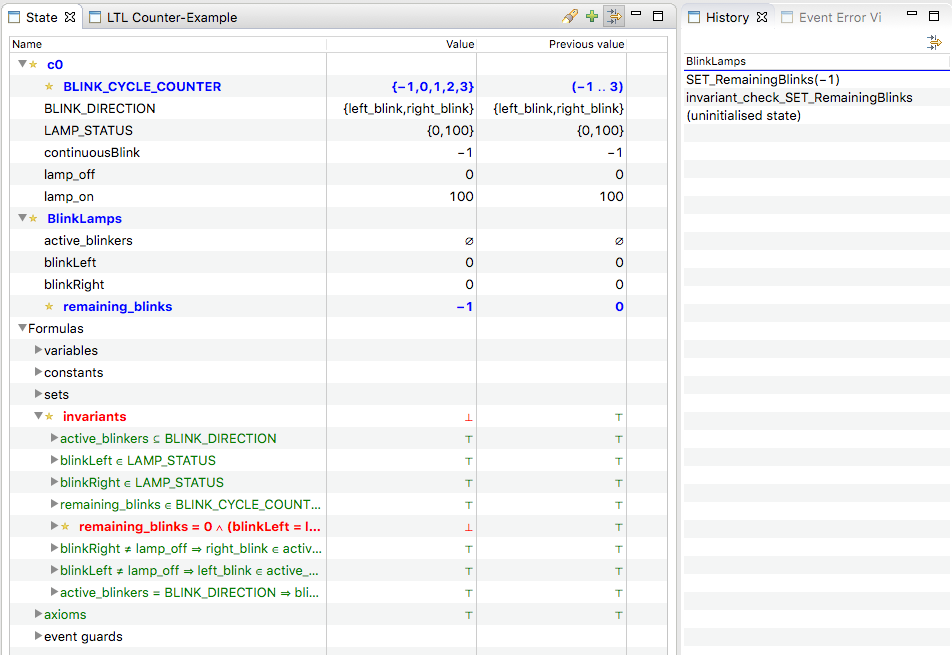 State LTL Counter-Example
Name Value Previous value
c0
BLINK_CYCLE_COUNTER {−1,0,1,2,3} (−1 .. 3)
BLINK_DIRECTION {left_blink,right_blink} {left_blink,right_blink}
LAMP_STATUS {0,100} {0,100}
continuousBlink −1 −1
lamp_off 0 0
lamp_on 100 100
BlinkLamps
active_blinkers ∅ ∅
blinkLeft 0 0
blinkRight 0 0
remaining_blinks −1 0
Formulas
variables
constants
sets
invariants ⊥ ⊤
active_blinkers ⊆ BLINK_DIRECTION ⊤ ⊤
blinkLeft ∈ LAMP_STATUS ⊤ ⊤
blinkRight ∈ LAMP_STATUS ⊤ ⊤
remaining_blinks ∈ BLINK_CYCLE_COUNT... ⊤ ⊤
remaining_blinks = 0 ∧ (blinkLeft = l... ⊥ ⊤
blinkRight ≠ lamp_off ⇒ right_blink ∈ activ... ⊤ ⊤
blinkLeft ≠ lamp_off ⇒ left_blink ∈ active_... ⊤ ⊤
active_blinkers = BLINK_DIRECTION ⇒ bli... ⊤ ⊤
axioms ⊤ ⊤
event guards
History Event Error Vi
BlinkLamps
SET_RemainingBlinks(−1)
invariant_check_SET_RemainingBlinks
(uninitialised state)